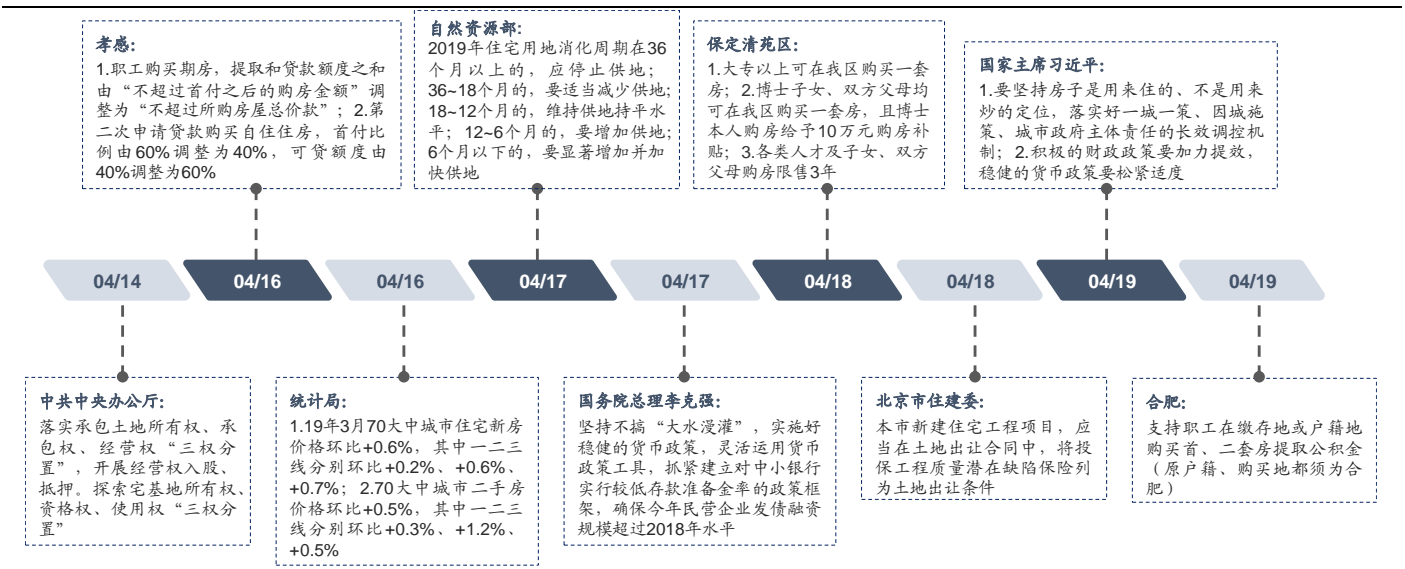 孝感：
1.职工购买期房，提取和贷款额度之和
由“不超过首付之后的购房金额”调
整为“不超过所购房屋总价款”；2.第
二次申请贷款购买自住住房，首付比
例由60%调整为40%，可贷额度由
40%调整为60%
自然资源部：
2019年住宅用地消化周期在36
个月以上的，应停止供地；
36~18个月的，要适当减少供地；
18~12个月的，维持供地持平水
平；12~6个月的，要增加供地；
6个月以下的，要显著增加并加
快供地
保定清苑区：
1.大专以上可在我区购买一套
房；2.博士子女、双方父母均
可在我区购买一套房，且博士
本人购房给予10万元购房补
贴；3.各类人才及子女、双方
父母购房限售3年
国家主席习近平：
1.要坚持房子是用来住的、不是用来
炒的定位，落实好一城一策、因城施
策、城市政府主体责任的长效调控机
制；2.积极的财政政策要加力提效，
稳健的货币政策要松紧适度
04/14
04/16
04/16
04/17
04/17
04/18
04/18
04/19
04/19
中共中央办公厅：
落实承包土地所有权、承
包权、经营权“三权分
置”，开展经营权入股、
抵押。探索宅基地所有权、
资格权、使用权“三权分
置”
统计局：
1.19年3月70大中城市住宅新房
价格环比+0.6%，其中一二三
线分别环比+0.2%、+0.6%、
+0.7%；2.70大中城市二手房
价格环比+0.5%，其中一二三
线分别环比+0.3%、+1.2%、
+0.5%
国务院总理李克强：
坚持不搞“大水漫灌”，实施好
稳健的货币政策，灵活运用货币
政策工具，抓紧建立对中小银行
实行较低存款准备金率的政策框
架，确保今年民营企业发债融资
规模超过2018年水平
北京市住建委：
本市新建住宅工程项目，应
当在土地出让合同中，将投
保工程质量潜在缺陷保险列
为土地出让条件
合肥：
支持职工在缴存地或户籍地
购买首、二套房提取公积金
（原户籍、购买地都须为合
肥）